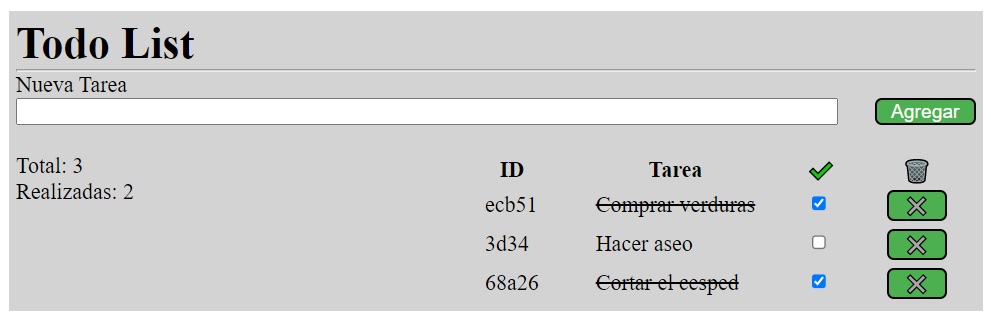 Todo List
Nueva Tarea
Agregar
Total: 3
Realizadas: 2
ID Tarea
ecb51 Comprar verduras
3d34 Hacer aseo
68a26 Cortar el cesped